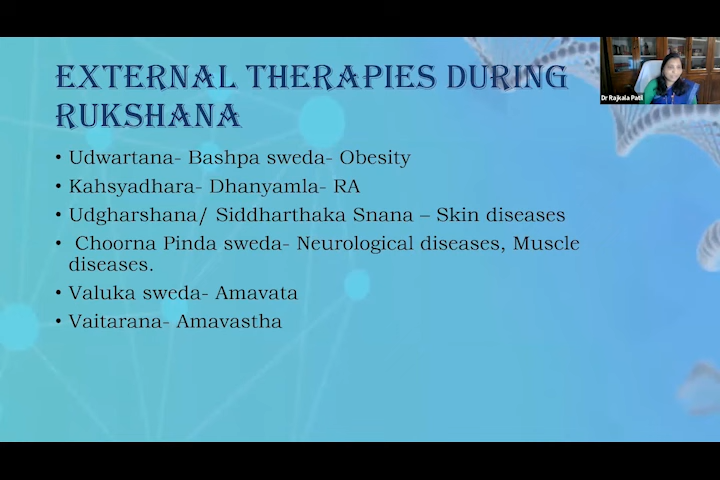 EXTERNAL THERAPIES DURING
RUKSHANA
• Udwartana- Bashpa sweda- Obesity
• Kahsyadhara- Dhanyamla- RA
• Udgharshana/ Siddharthaka Snana – Skin diseases
• Choorna Pinda sweda- Neurological diseases, Muscle
diseases.
• Valuka sweda- Amavata
• Vaitarana- Amavastha
Dr Rajkala Patil